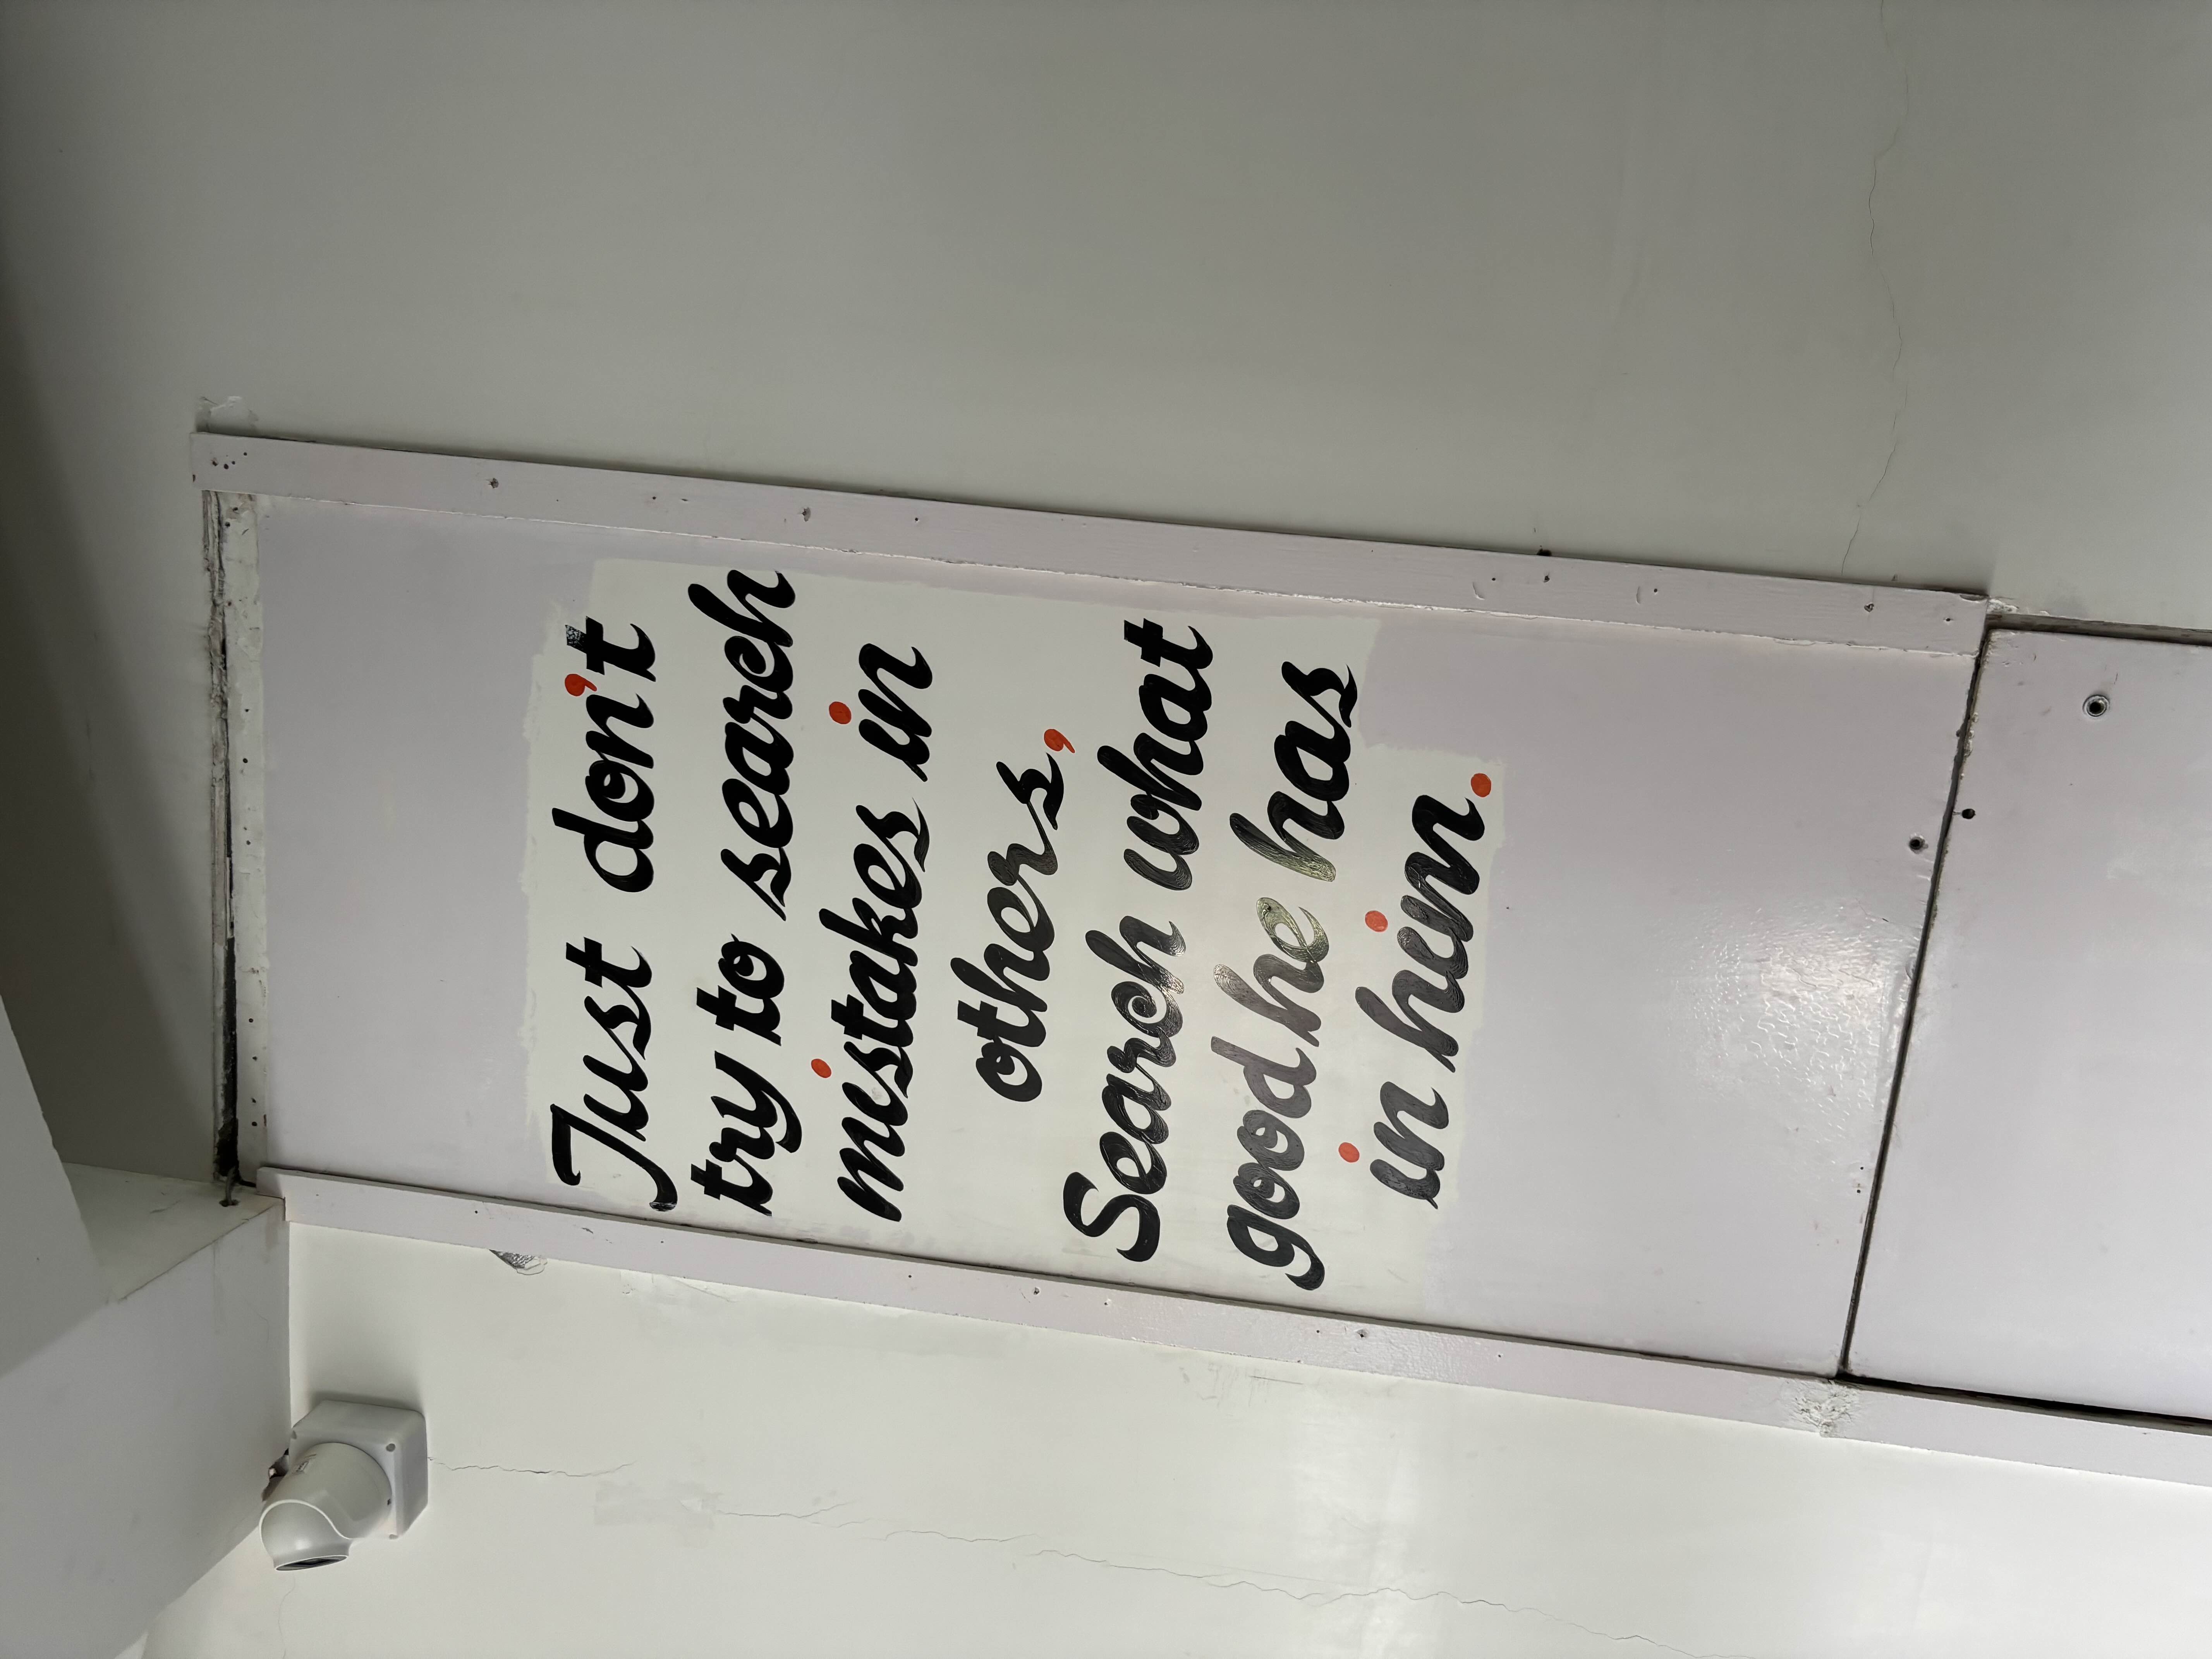 Just don't
try to search
mistakes in
others,
Search what
good he has
in him.